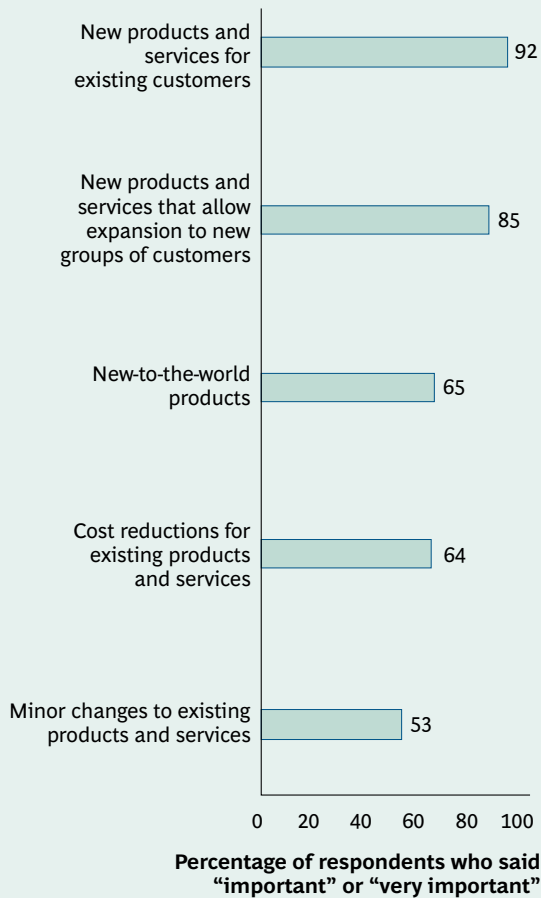 New products and
services for
existing customers
92
New products and
services that allow
expansion to new
groups of customers
85
New-to-the-world
products
65
Cost reductions for
existing products
and services
64
Minor changes to existing
products and services
53
0 20 40 60 80 100
Percentage of respondents who said
“important” or “very important”